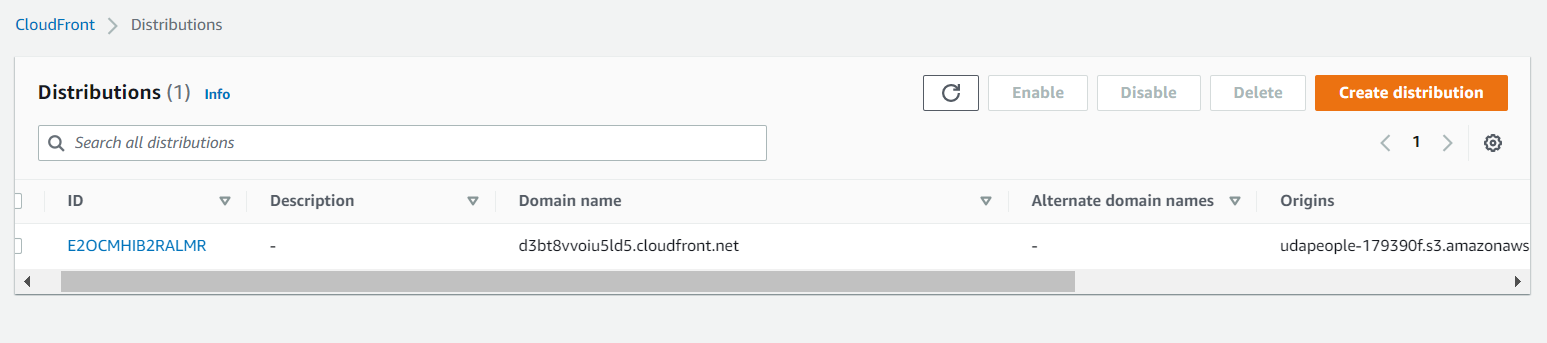 CloudFront > Distributions
Distributions (1) Info
Enable Disable Delete Create distribution
Search all distributions
1
ID Description Domain name Alternate domain names Origins
E2OCMHIB2RALMR - d3bt8vvoiu5ld5.cloudfront.net - udapeople-179390f.s3.amazonaws